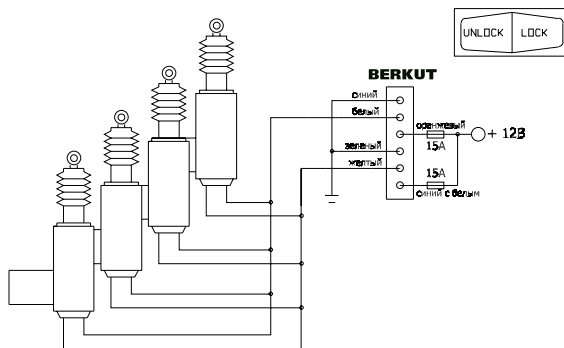 UNLOCK LOCK
BERKUT
синий
белый
оранжевый
+ 12В
15А
зеленый
желтый
15А
синий с белым